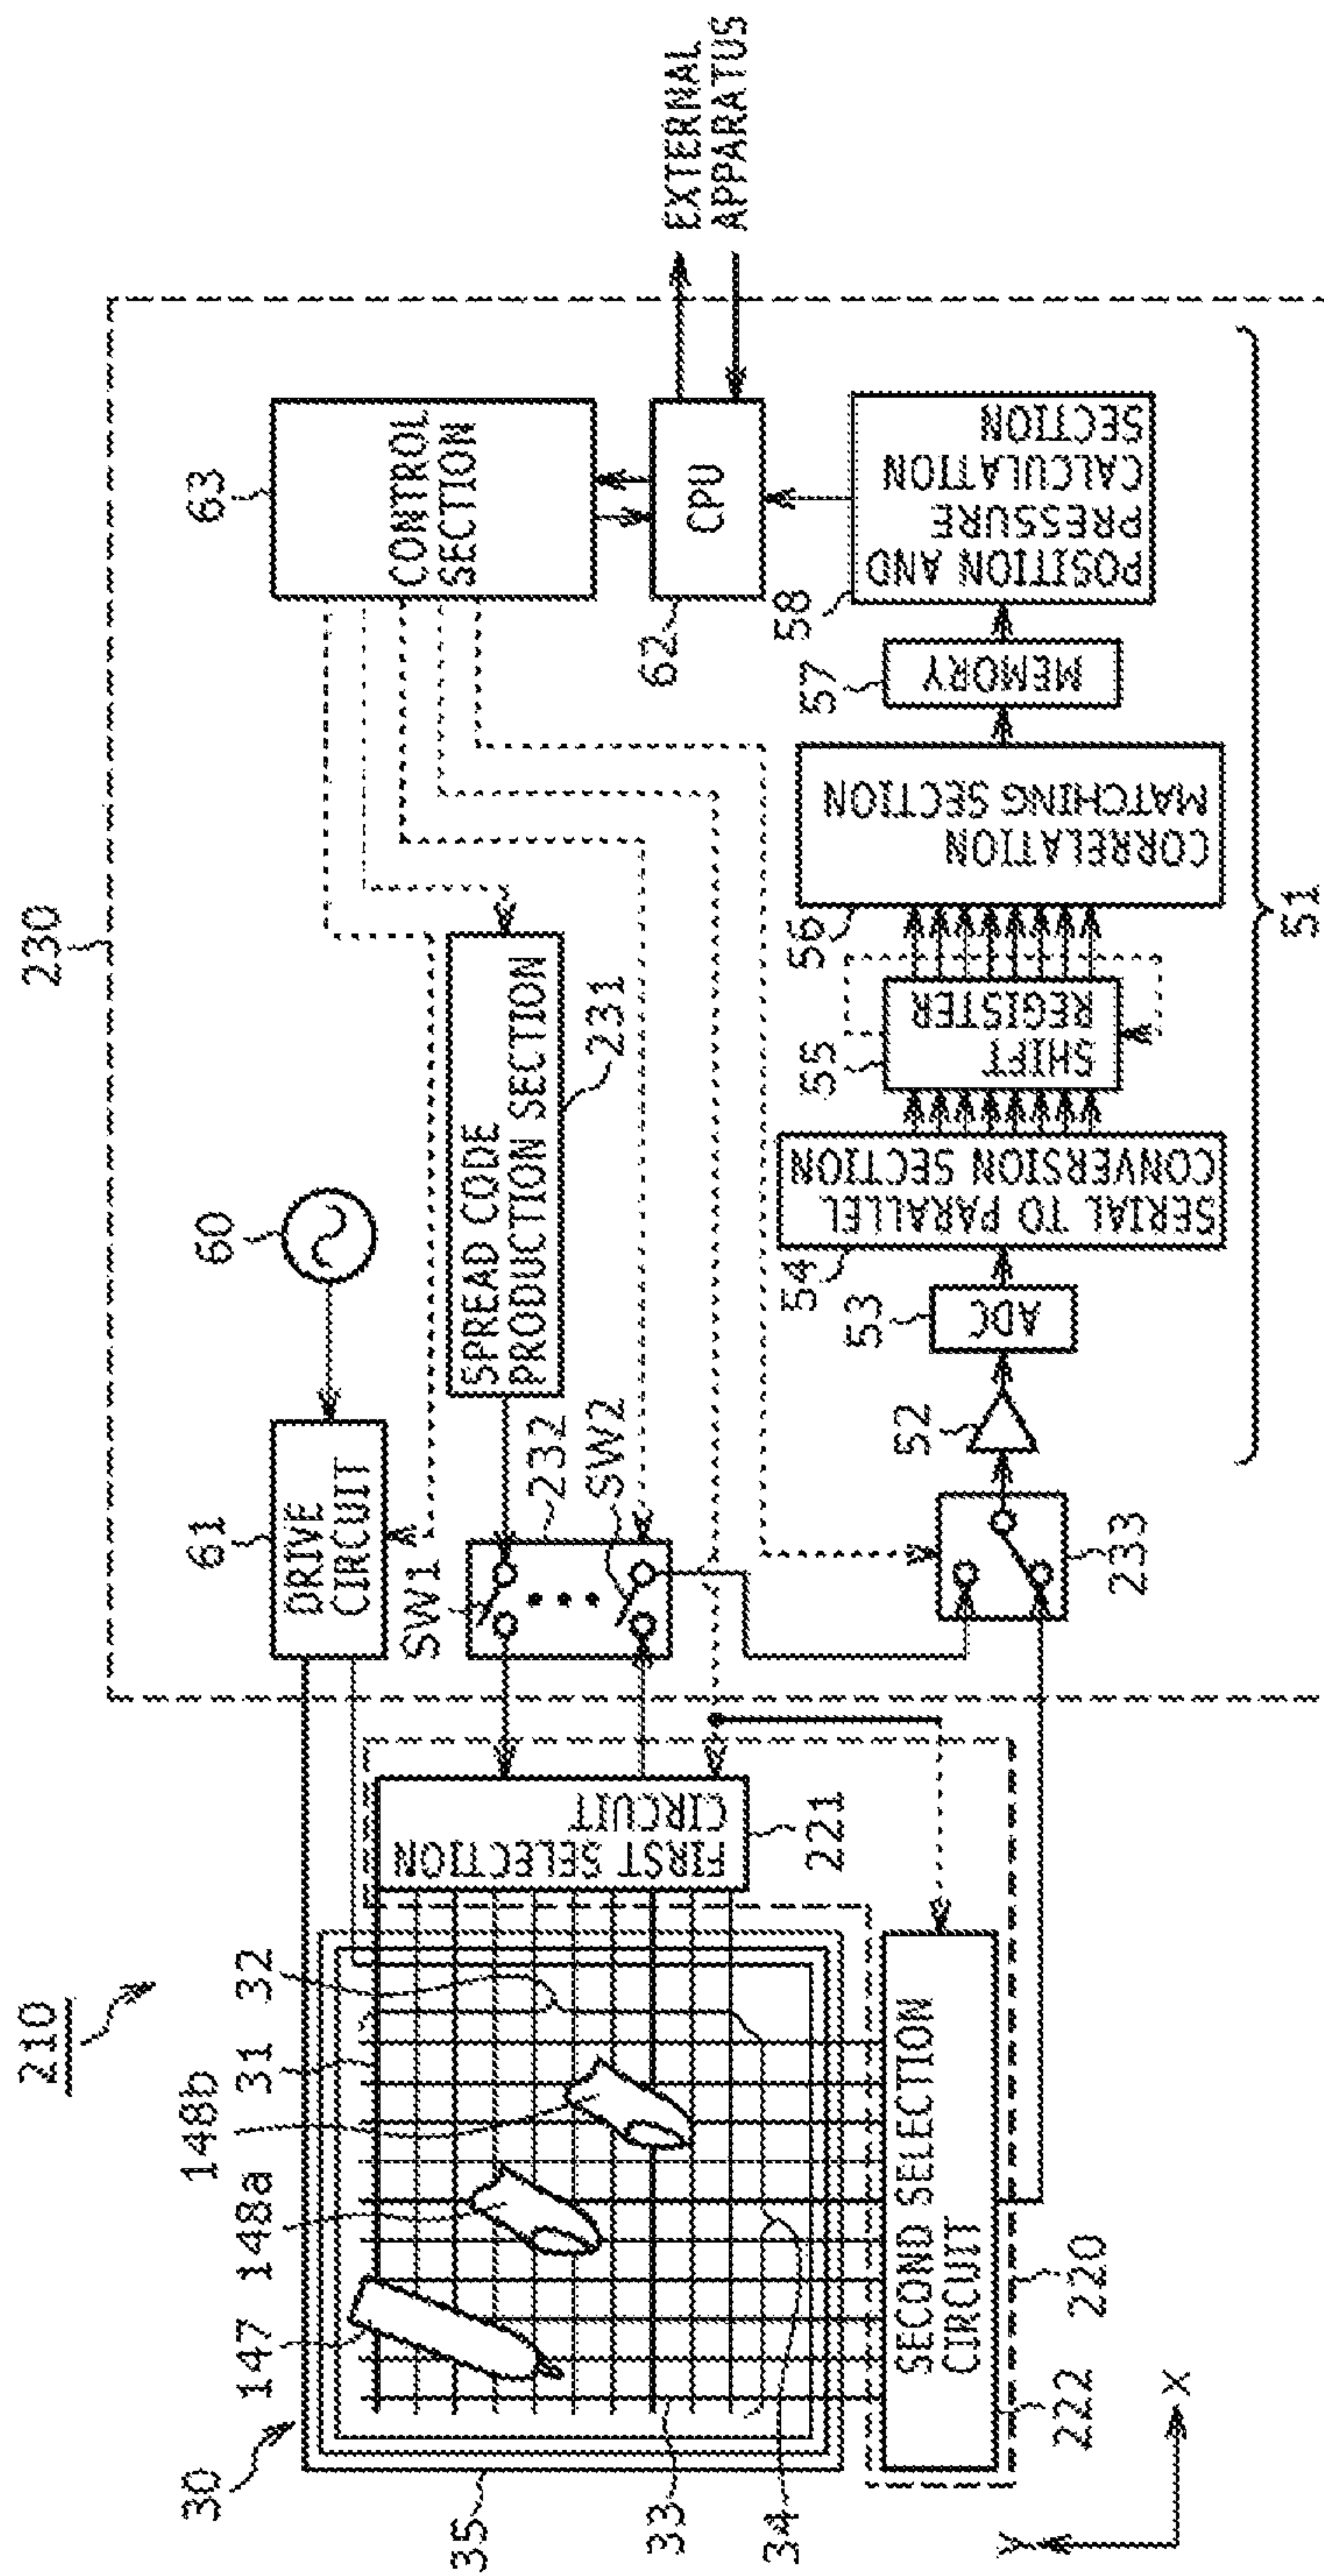 210
230
30
147
148a
148b
31
32
61
DRIVE
CIRCUIT
60
63
CONTROL
SECTION
EXTERNAL
APPARATUS
35
SW1
232
SW2
SPREAD CODE
PRODUCTION SECTION
231
62
CPU
FIRST SELECTION
CIRCUIT
221
33
34
SECOND SELECTION
CIRCUIT
222
220
233
52
53
ADC
54
SERIAL TO PARALLEL
CONVERSION SECTION
55
SHIFT
REGISTER
56
CORRELATION
MATCHING SECTION
57
MEMORY
58
POSITION AND
PRESSURE
CALCULATION
SECTION
51
Y
X